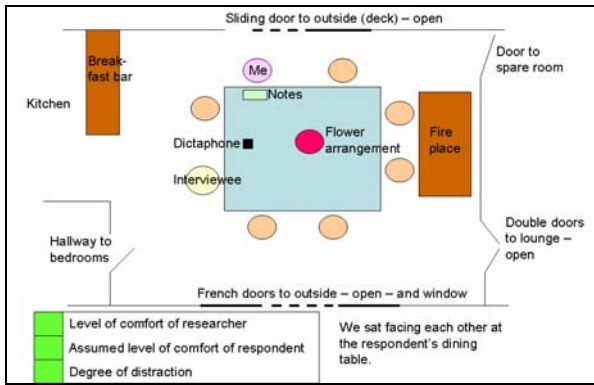 Sliding door to outside (deck) – open
Break-
fast bar
Door to
spare room
Me
Kitchen
Notes
Dictaphone
Flower
arrangement
Fire
place
Interviewee
Hallway to
bedrooms
Double doors
to lounge –
open
French doors to outside – open – and window
Level of comfort of researcher
Assumed level of comfort of respondent
Degree of distraction
We sat facing each other at
the respondent's dining
table.